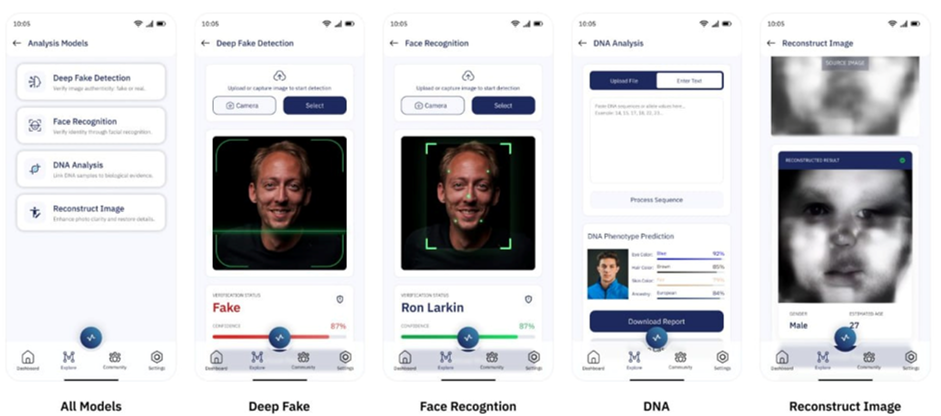 10:05
Analysis Models
Deep Fake Detection
Verify image authenticity: fake or real.
Face Recognition
Verify identity through facial recognition.
DNA Analysis
Link DNA samples to biological evidence.
Reconstruct Image
Enhance photo clarity and restore details.
Dashboard
Explore
Community
Settings
All Models
10:05
Deep Fake Detection
Upload or capture image to start detection
Camera
Select
VERIFICATION STATUS
Fake
CONFIDENCE
87%
Dashboard
Explore
Community
Settings
Deep Fake
10:05
Face Recognition
Upload or capture image to start detection
Camera
Select
VERIFICATION STATUS
Ron Larkin
CONFIDENCE
87%
Dashboard
Explore
Community
Settings
Face Recogntion
10:05
DNA Analysis
Upload File
Enter Text
Paste DNA sequences or allele values here...
Example: 14, 15, 17,
Process Sequence
DNA Phenotype Prediction
Eye Color: Blue 92%
Hair Color: Brown 85%
Skin Color:
Ancestry: European 84%
Download Report
Dashboard
Explore
Community
Settings
DNA
10:05
Reconstruct Image
SOURCE IMAGE
RECONSTRUCTED RESULT
GENDER
Male
ESTIMATED AGE
27
Dashboard
Explore
Community
Settings
Reconstruct Image